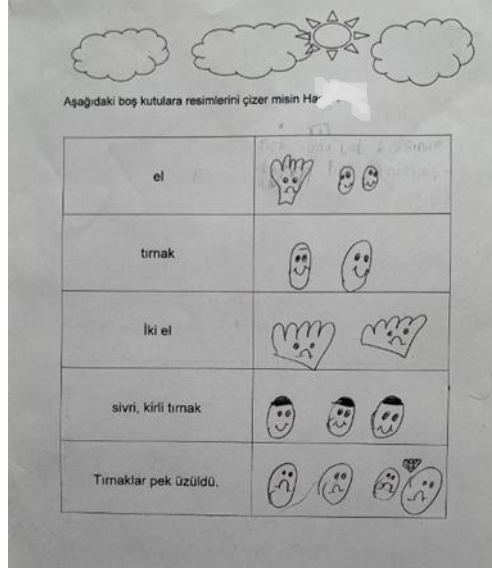 Aşağıdaki boş kutulara resimlerini çizer misin
el
tırnak
İki el
sivri, kirli tırnak
Tırnaklar pek üzüldü.